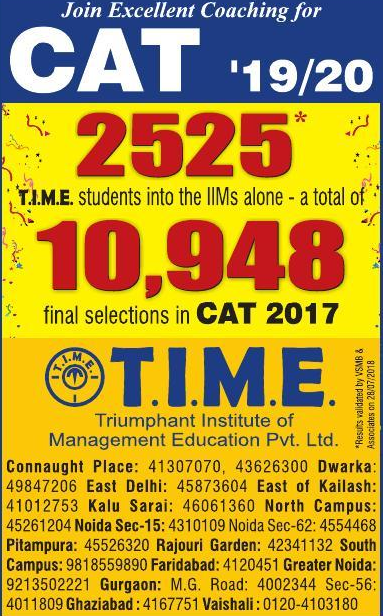 Join Excellent Coaching for
CAT '19/20
2525*
T.I.M.E. students into the IIMs alone - a total of
10,948
final selections in CAT 2017
T.I.M.E.
T.I.M.E.
Triumphant Institute of
Management Education Pvt. Ltd.
*Results validated by VSMB &
Associates on 28/07/2018
Connaught Place: 41307070, 43626300 Dwarka:
49847206 East Delhi: 45873604 East of Kailash:
41012753 Kalu Sarai: 46061360 North Campus:
45261204 Noida Sec-15: 4310109 Noida Sec-62: 4554468
Pitampura: 45526320 Rajouri Garden: 42341132 South
Campus: 9818559890 Faridabad: 4120451 Greater Noida:
9213502221 Gurgaon: M.G. Road: 4002344 Sec-56:
4011809 Ghaziabad : 4167751 Vaishali : 0120-4103180